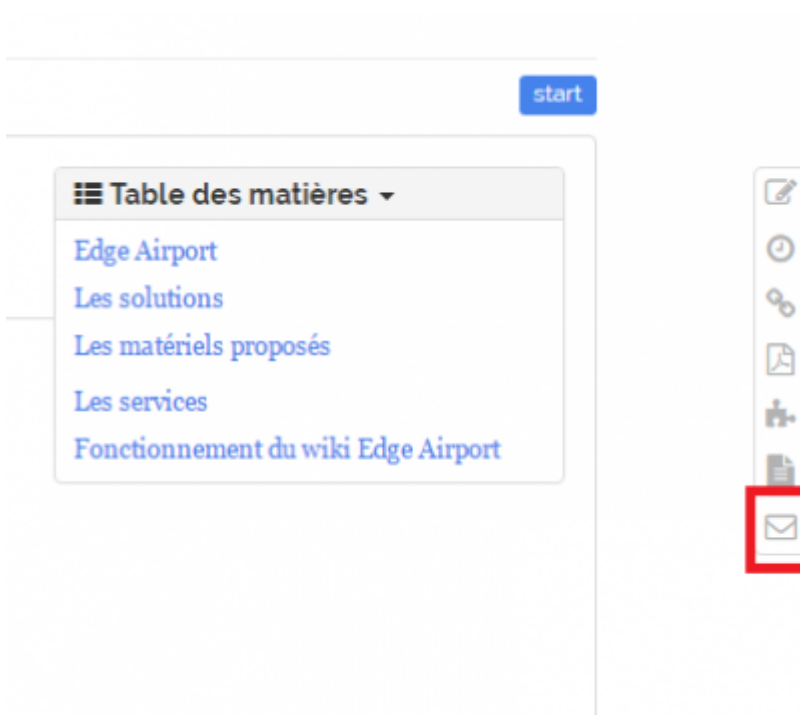 start
Table des matières
Edge Airport
Les solutions
Les matériels proposés
Les services
Fonctionnement du wiki Edge Airport